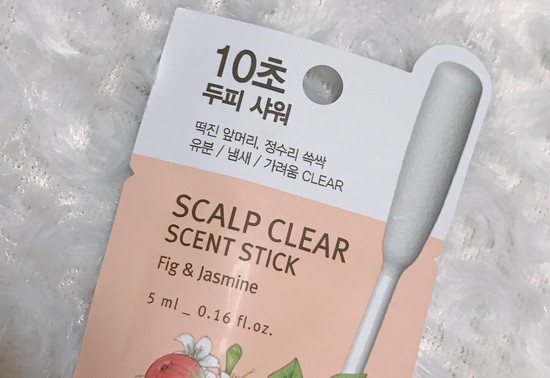 10초
두피 샤워
떡진 앞머리, 정수리 쓱싹
유분 / 냄새 / 가려움 CLEAR
SCALP CLEAR
SCENT STICK
Fig & Jasmine
5 ml _ 0.16 fl.oz.